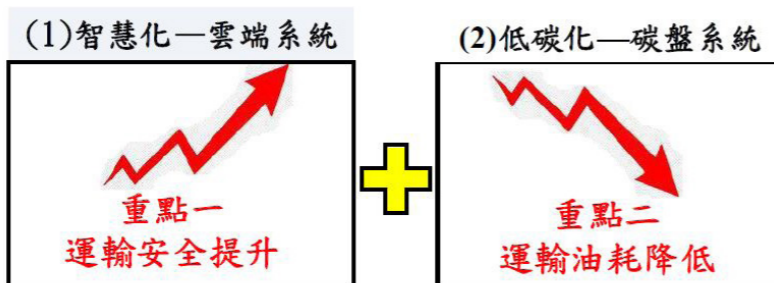 (1)智慧化—雲端系統
重點一
運輸安全提升
(2)低碳化—碳盤系統
重點二
運輸油耗降低